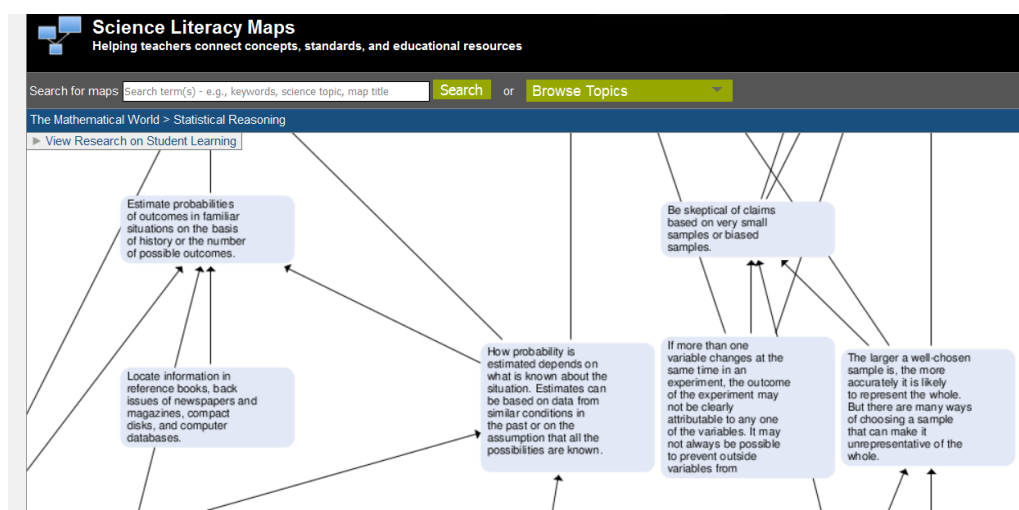 Science Literacy Maps
Helping teachers connect concepts, standards, and educational resources
Search for maps Search term(s) - e.g., keywords, science topic, map title Search or Browse Topics
The Mathematical World > Statistical Reasoning
View Research on Student Learning
Estimate probabilities
of outcomes in familiar
situations on the basis
of history or the number
of possible outcomes.
Be skeptical of claims
based on very small
samples or biased
samples.
Locate information in
reference books, back
issues of newspapers and
magazines, compact
disks, and computer
databases.
How probability is
estimated depends on
what is known about the
situation. Estimates can
be based on data from
similar conditions in
the past or on the
assumption that all the
possibilities are known.
If more than one
variable changes at the
same time in an
experiment, the outcome
of the experiment may
not be clearly
attributable to any one
of the variables. It may
not always be possible
to prevent outside
variables from
The larger a well-chosen
sample is, the more
accurately it is likely
to represent the whole.
But there are many ways
of choosing a sample
that can make it
unrepresentative of the
whole.